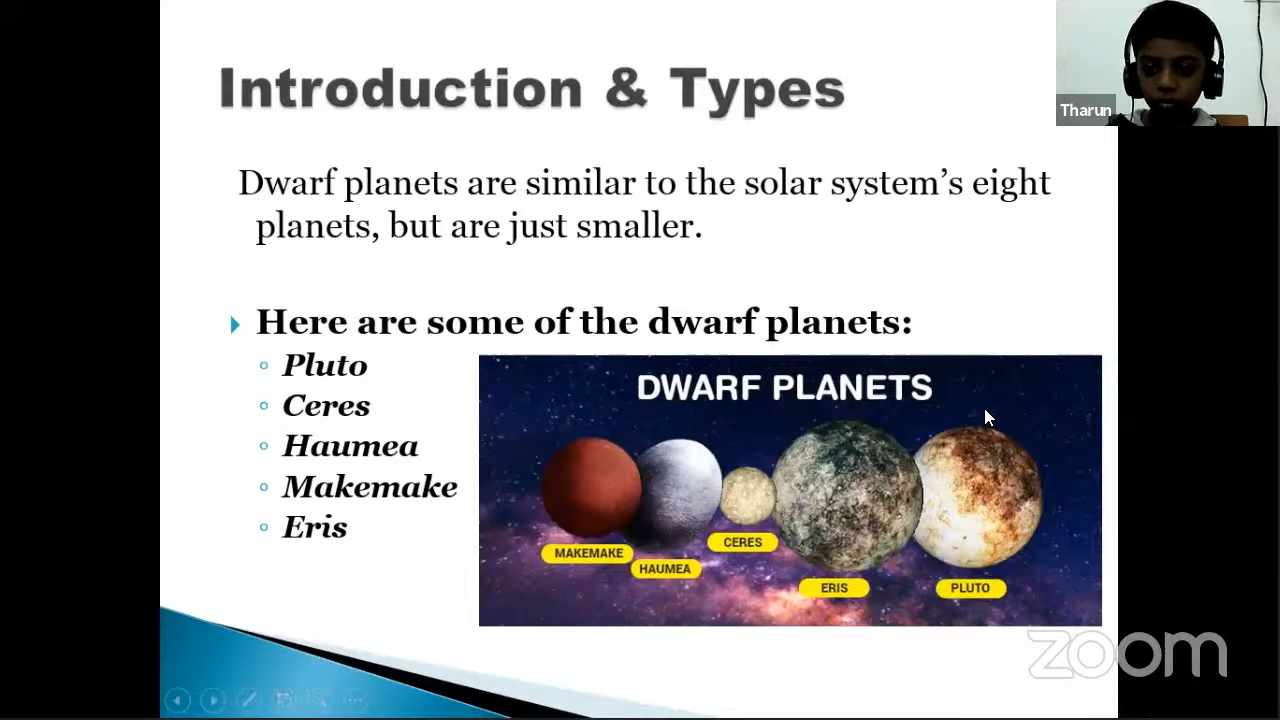 Introduction & Types
Tharun
Dwarf planets are similar to the solar system’s eight
planets, but are just smaller.
Here are some of the dwarf planets:
Pluto
Ceres
Haumea
Makemake
Eris
DWARF PLANETS
MAKEMAKE
HAUMEA
CERES
ERIS
PLUTO
zoom